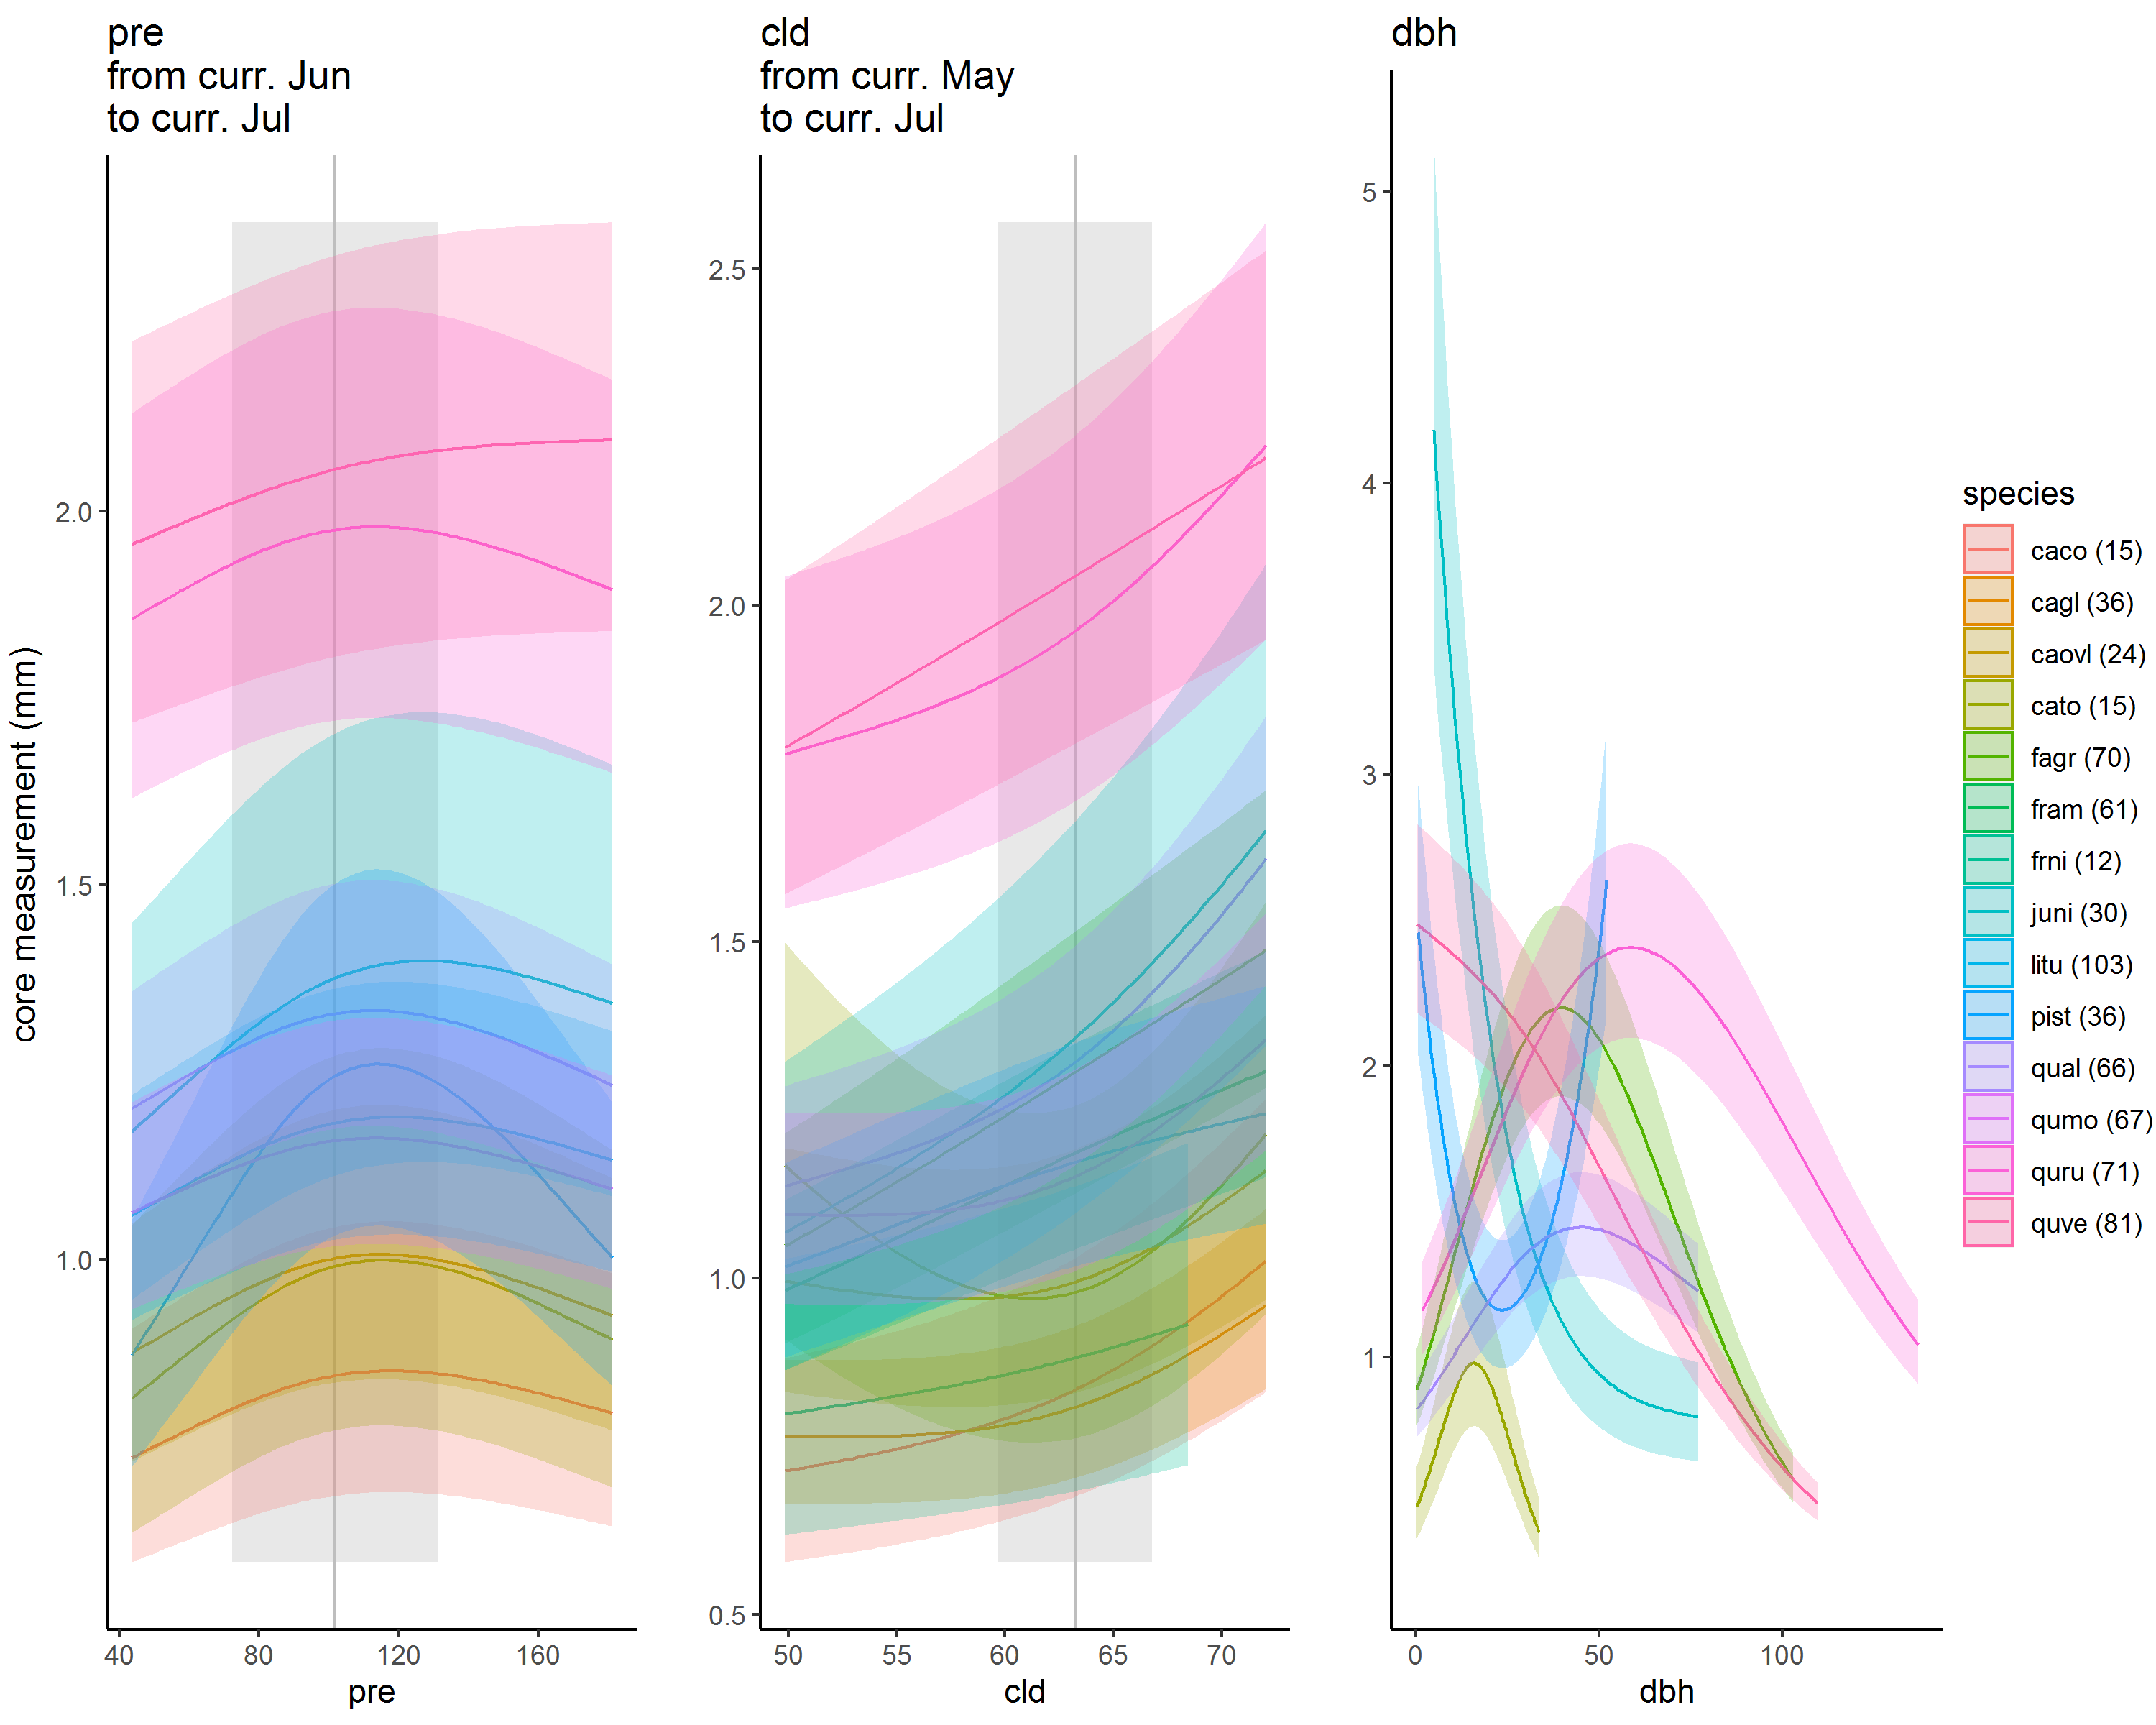 pre
from curr. Jun
to curr. Jul
cld
from curr. May
to curr. Jul
dbh
core measurement (mm)
2.0
1.5
1.0
40 80 120 160
pre
2.5
2.0
1.5
1.0
0.5
50 55 60 65 70
cld
5
4
3
2
1
0 50 100
dbh
species
caco (15)
cagl (36)
caovl (24)
cato (15)
fagr (70)
fram (61)
frni (12)
juni (30)
litu (103)
pist (36)
qual (66)
qumo (67)
quru (71)
quve (81)